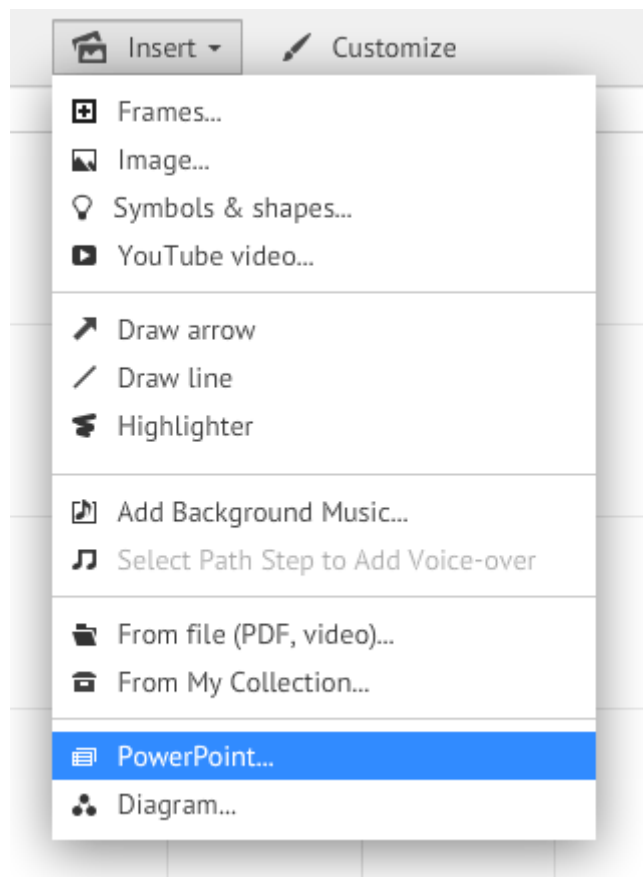 Insert
Customize
Frames...
Image...
Symbols & shapes...
YouTube video...
Draw arrow
Draw line
Highlighter
Add Background Music...
Select Path Step to Add Voice-over
From file (PDF, video)...
From My Collection...
PowerPoint...
Diagram...